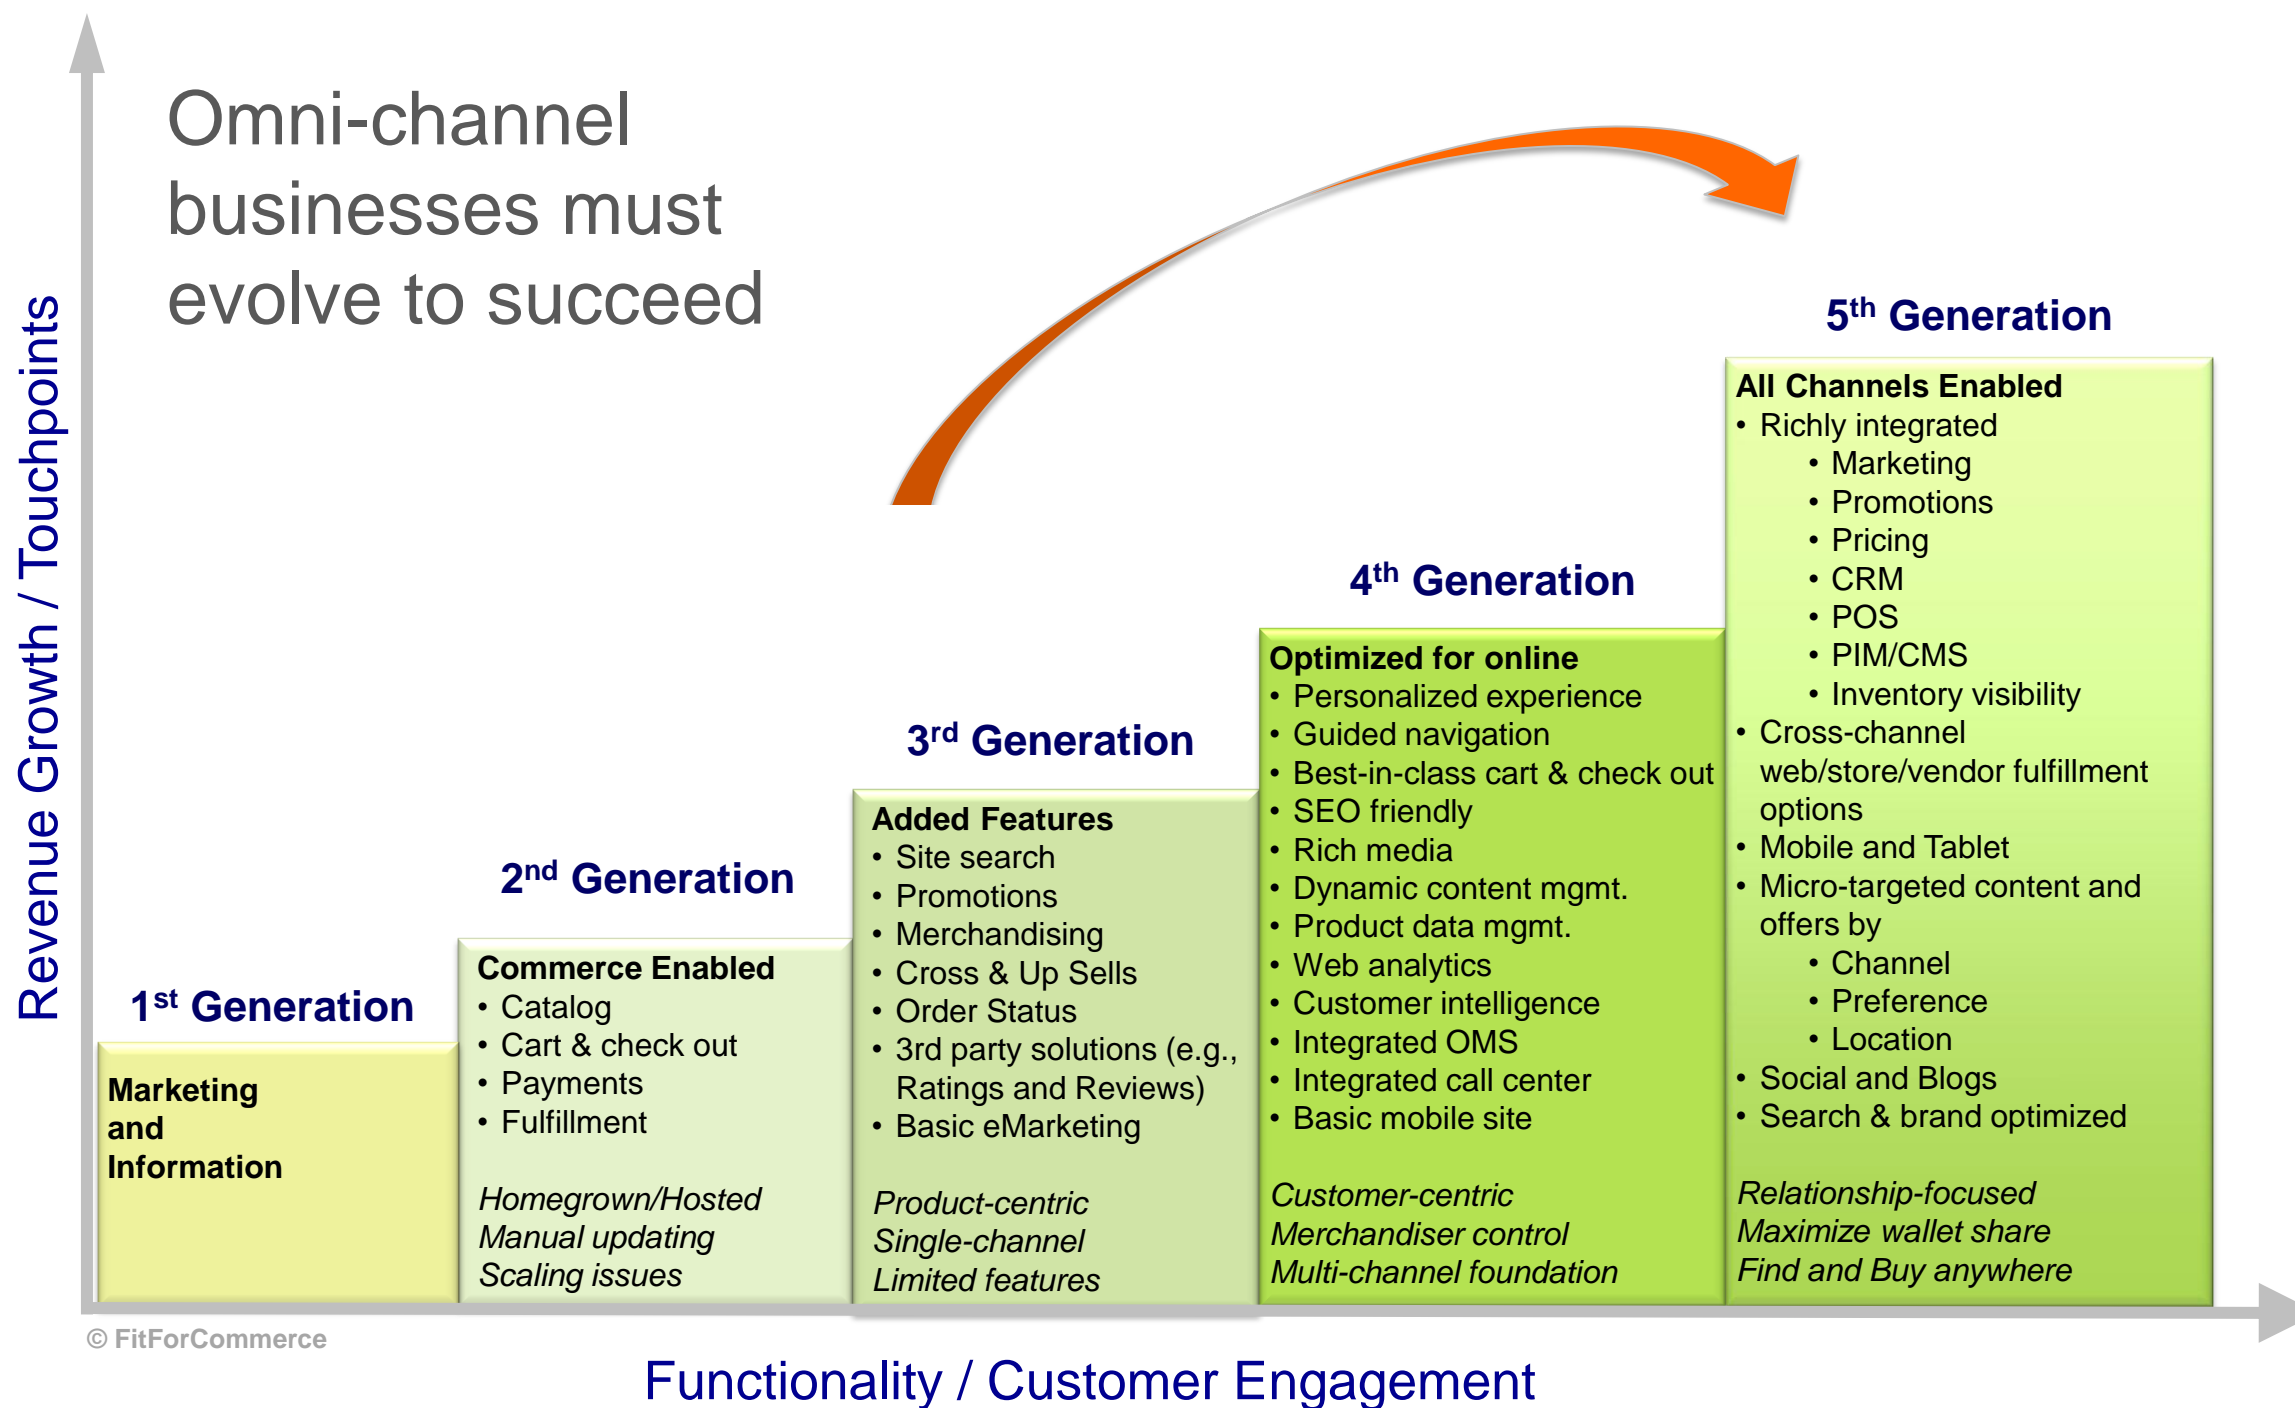 Omni-channel
businesses must
evolve to succeed
Revenue Growth / Touchpoints
1st Generation
Marketing
and
Information
2nd Generation
Commerce Enabled
• Catalog
• Cart & check out
• Payments
• Fulfillment
Homegrown/Hosted
Manual updating
Scaling issues
3rd Generation
Added Features
• Site search
• Promotions
• Merchandising
• Cross & Up Sells
• Order Status
• 3rd party solutions (e.g.,
Ratings and Reviews)
• Basic eMarketing
Product-centric
Single-channel
Limited features
4th Generation
Optimized for online
• Personalized experience
• Guided navigation
• Best-in-class cart & check out
• SEO friendly
• Rich media
• Dynamic content mgmt.
• Product data mgmt.
• Web analytics
• Customer intelligence
• Integrated OMS
• Integrated call center
• Basic mobile site
Customer-centric
Merchandiser control
Multi-channel foundation
5th Generation
All Channels Enabled
• Richly integrated
• Marketing
• Promotions
• Pricing
• CRM
• POS
• PIM/CMS
• Inventory visibility
• Cross-channel
web/store/vendor fulfillment
options
• Mobile and Tablet
• Micro-targeted content and
offers by
• Channel
• Preference
• Location
• Social and Blogs
• Search & brand optimized
Relationship-focused
Maximize wallet share
Find and Buy anywhere
© FitForCommerce
Functionality / Customer Engagement